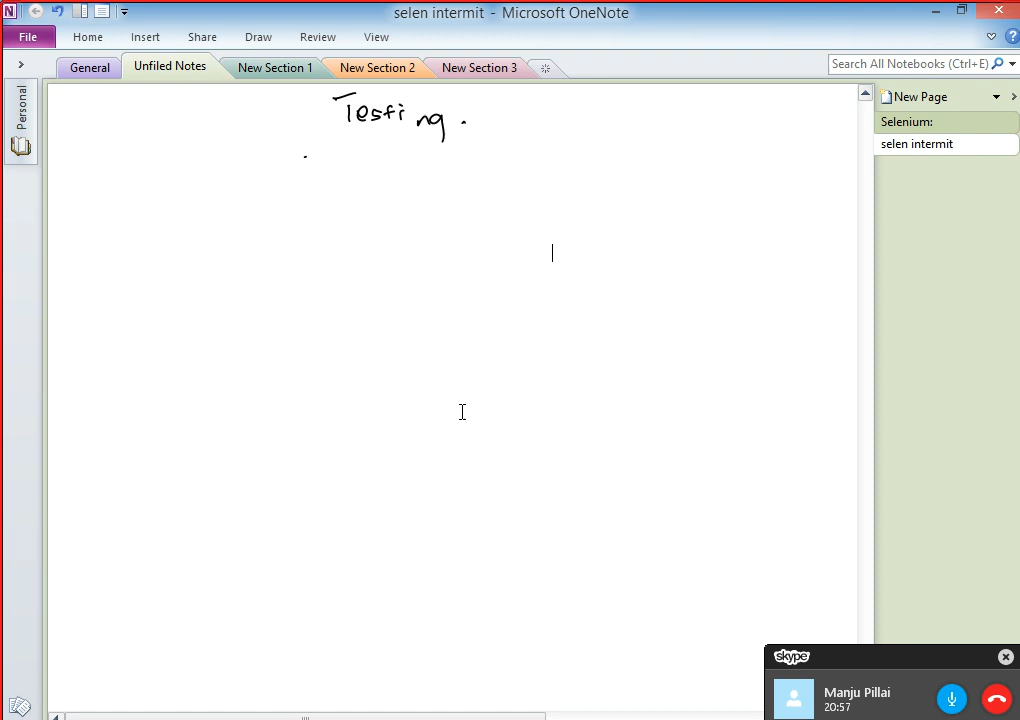 selen intermit - Microsoft OneNote
File Home Insert Share Draw Review View
General Unfiled Notes New Section 1 New Section 2 New Section 3
Search All Notebooks (Ctrl+E)
Personal
Testing .
New Page
Selenium:
selen intermit
skype
Manju Pillai
20:57